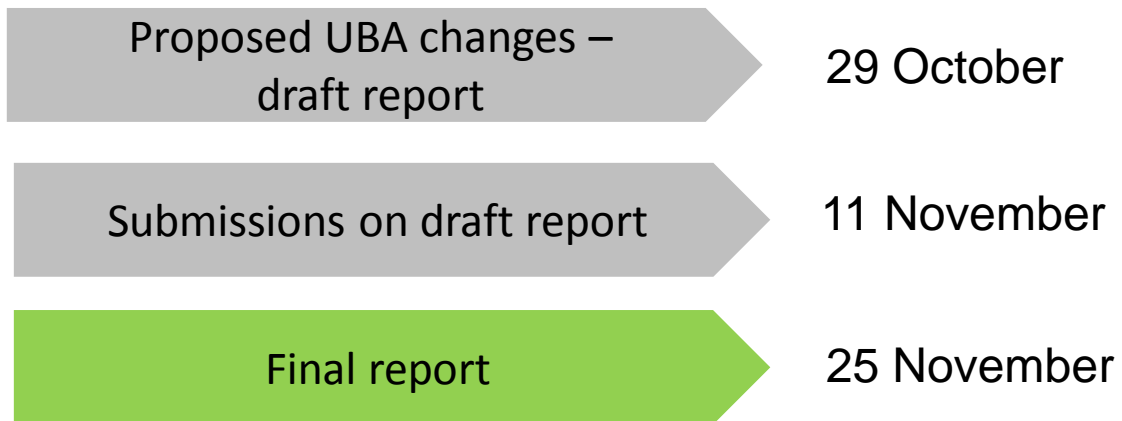 Proposed UBA changes –
draft report
29 October
Submissions on draft report
11 November
Final report
25 November